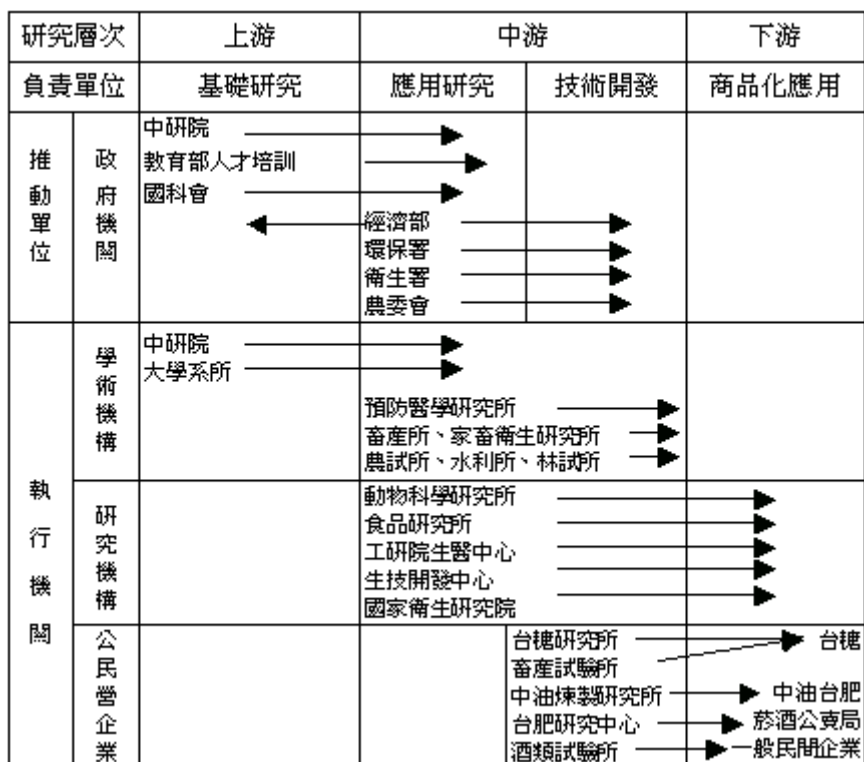 研究層次 上游 中游 下游
負責單位 基礎研究 應用研究 技術開發 商品化應用
推動單位
政府機關
中研院
教育部人才培訓
國科會
經濟部
環保署
衛生署
農委會
執行機關
學術機構
中研院
大學系所
預防醫學研究所
畜產所、家畜衛生研究所
農試所、水利所、林試所
研究機構
動物科學研究所
食品研究所
工研院生醫中心
生技開發中心
國家衛生研究院
公民營企業
台糖研究所 台糖
畜產試驗所
中油煉製研究所 中油台肥
台肥研究中心 菸酒公賣局
酒類試驗所 一般民間企業